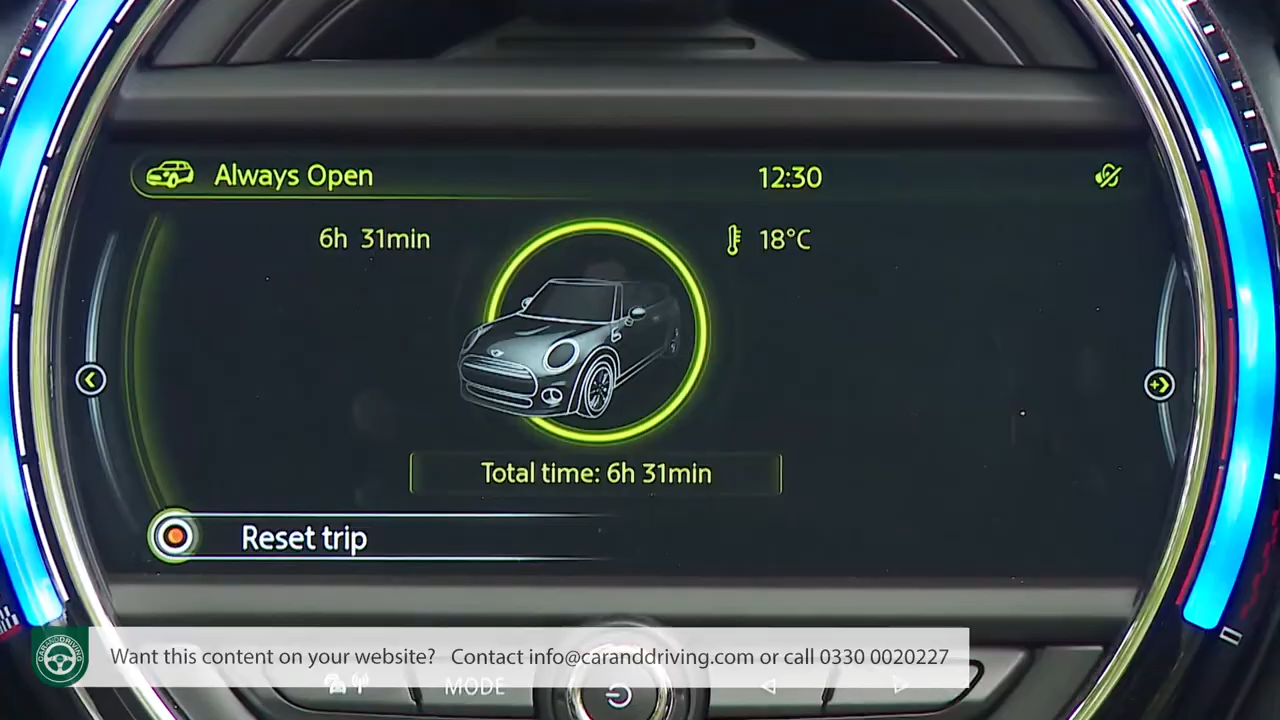 Always Open
12:30
6h 31min
18°C
Total time: 6h 31min
Reset trip
CARANDDRIVING
Want this content on your website? Contact info@caranddriving.com or call 0330 0020227
MODE